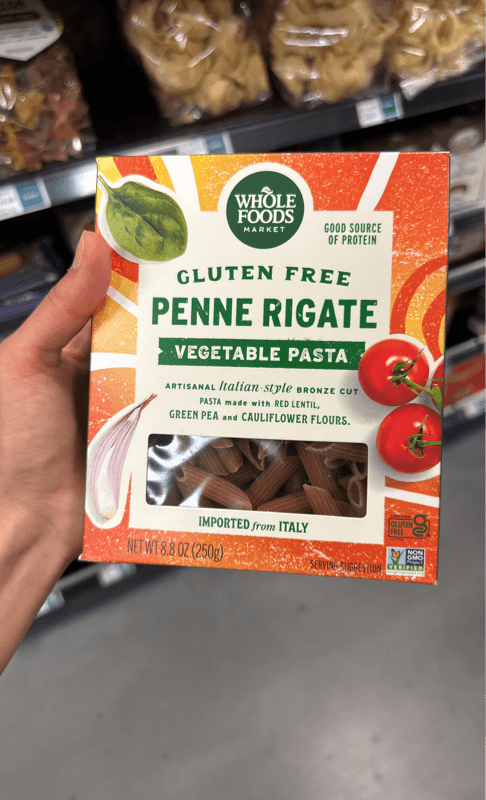 WHOLE
FOODS
MARKET
GOOD SOURCE
OF PROTEIN
GLUTEN FREE
PENNE RIGATE
VEGETABLE PASTA
ARTISANAL Italian-style BRONZE CUT
PASTA made with RED LENTIL,
GREEN PEA and CAULIFLOWER FLOURS.
IMPORTED from ITALY
NET WT 8.8 OZ (250g)
SERVING SUGGESTION
CERTIFIED
GLUTEN
FREE
NON
GMO
Project
VERIFIED